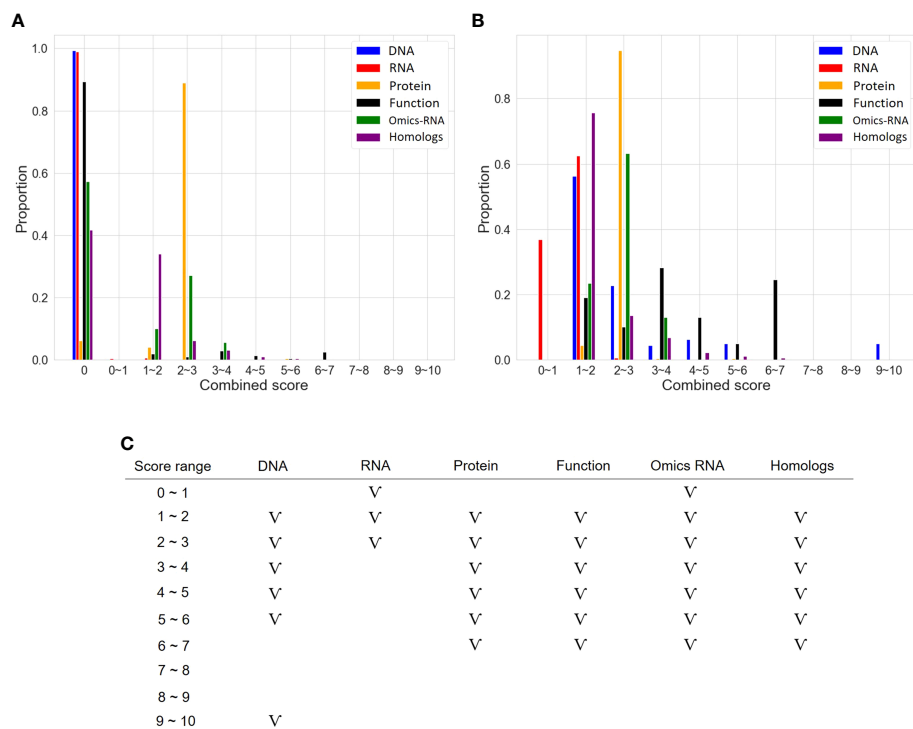 A
1.0
0.8
0.6
0.4
0.2
0.0
Proportion
DNA
RNA
Protein
Function
Omics-RNA
Homologs
0 0~1 1~2 2~3 3~4 4~5 5~6 6~7 7~8 8~9 9~10
Combined score
B
0.8
0.6
0.4
0.2
0.0
Proportion
DNA
RNA
Protein
Function
Omics-RNA
Homologs
0~1 1~2 2~3 3~4 4~5 5~6 6~7 7~8 8~9 9~10
Combined score
C
Score range DNA RNA Protein Function Omics RNA Homologs
0 ~ 1 V V
1 ~ 2 V V V V V V
2 ~ 3 V V V V V V
3 ~ 4 V V V V V
4 ~ 5 V V V V V
5 ~ 6 V V V V V
6 ~ 7 V V V V
7 ~ 8
8 ~ 9
9 ~ 10 V